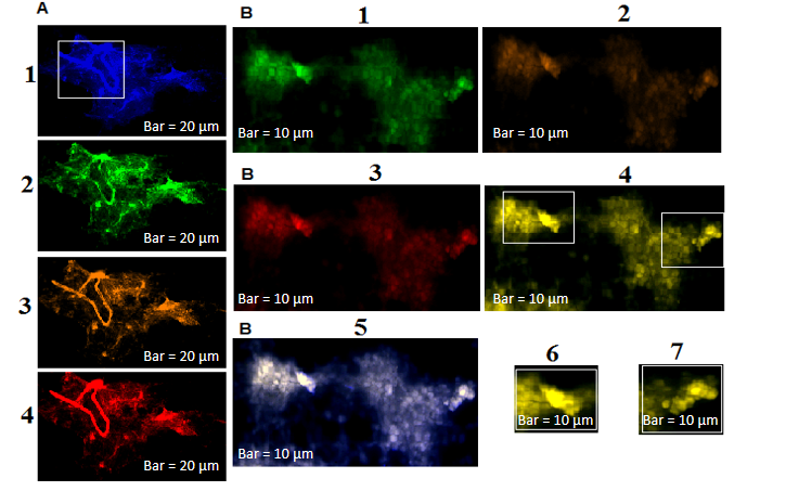 A
B
1
2
1
Bar = 20 µm
Bar = 10 µm
Bar = 10 µm
2
Bar = 20 µm
B
3
4
3
Bar = 20 µm
Bar = 10 µm
Bar = 10 µm
B
5
6
7
4
Bar = 20 µm
Bar = 10 µm
Bar = 10 µm
Bar = 10 µm